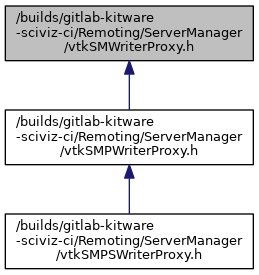 /builds/gitlab-kitware
-sciviz-ci/Remoting/ServerManager
/vtkSMWriterProxy.h
/builds/gitlab-kitware
-sciviz-ci/Remoting/ServerManager
/vtkSMPWriterProxy.h
/builds/gitlab-kitware
-sciviz-ci/Remoting/ServerManager
/vtkSMPSWriterProxy.h